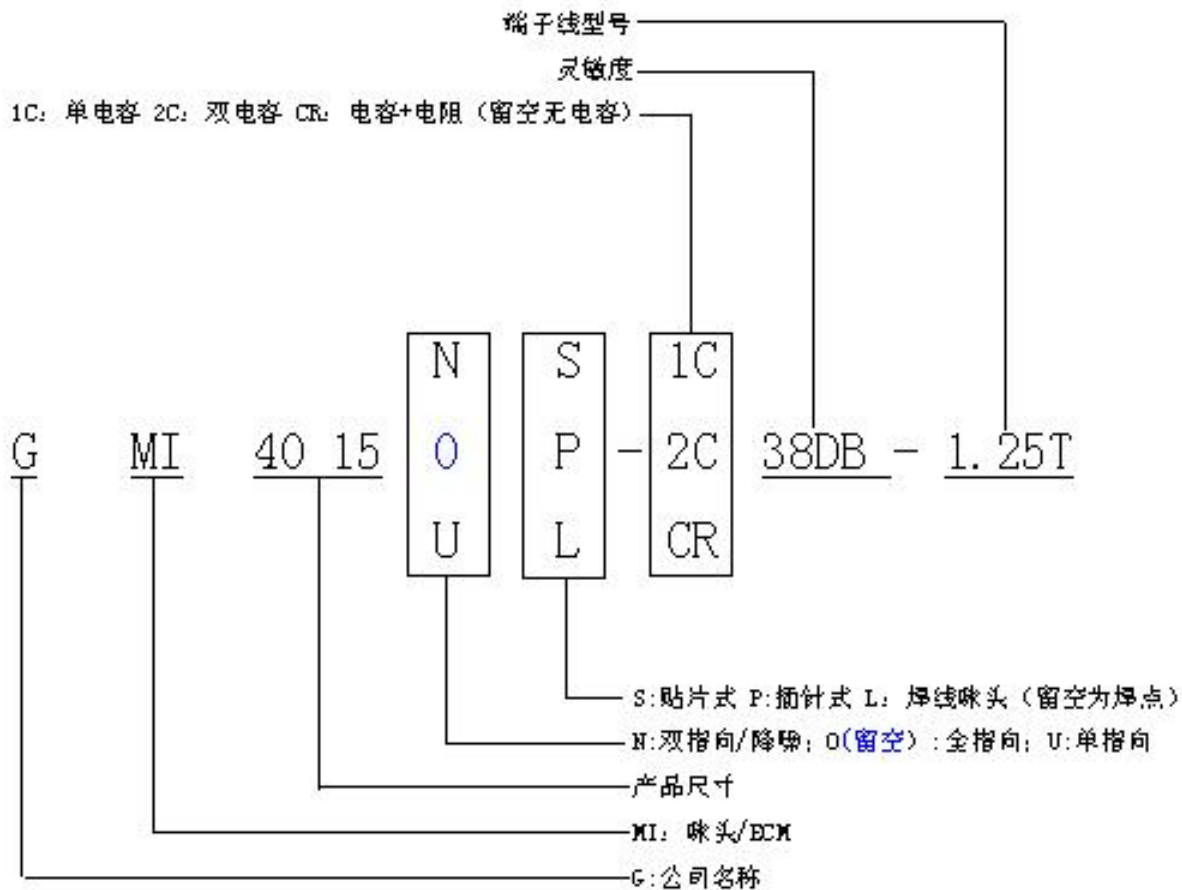 端子线型号
灵敏度
1C: 单电容 2C: 双电容 CR: 电容+电阻（留空无电容）
N S 1C
G MI 40 15 O P - 2C 38DB - 1.25T
U L CR
S:贴片式 P:插针式 L: 焊线咪头（留空为焊点）
N:双指向/降噪; O(留空）:全指向; U:单指向
产品尺寸
MI: 咪头/ECM
G:公司名称